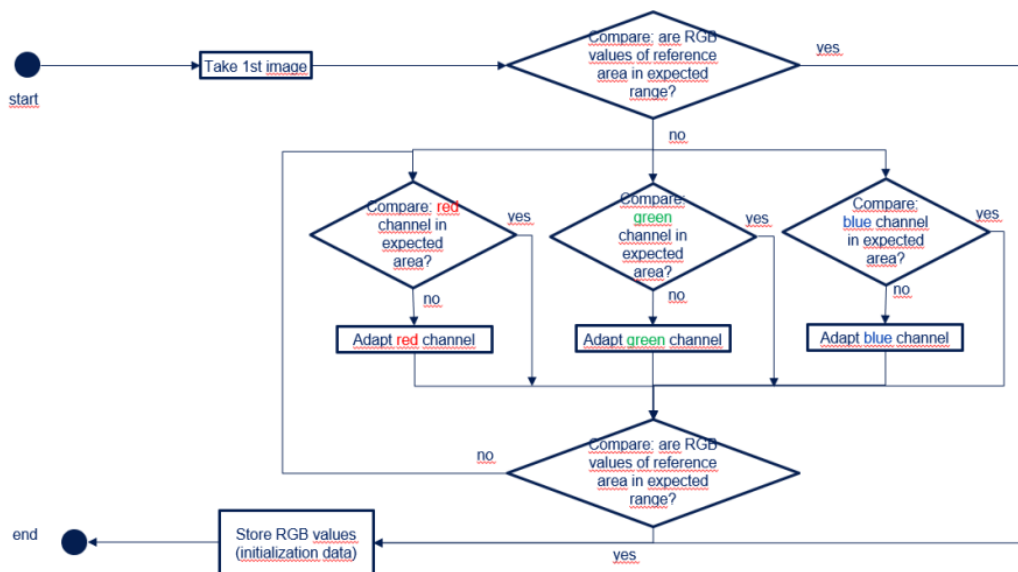 Compare: are RGB
values of reference
area in expected
range?
yes
Take 1st image
start
no
Compare: red
channel in
expected
area?
yes
no
Compare:
green
channel in
expected
area?
yes
no
Compare:
blue channel
in expected
area?
yes
no
Adapt red channel
Adapt green channel
Adapt blue channel
Compare: are RGB
values of reference
area in expected
range?
no
yes
Store RGB values
(initialization data)
end